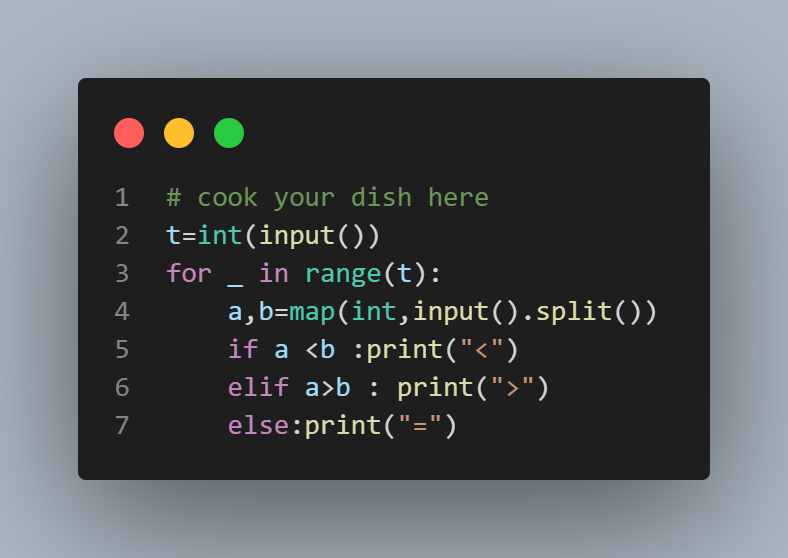 1 # cook your dish here
2 t=int(input())
3 for _ in range(t):
4     a,b=map(int,input().split())
5     if a <b :print("<")
6     elif a>b : print(">")
7     else:print("=")